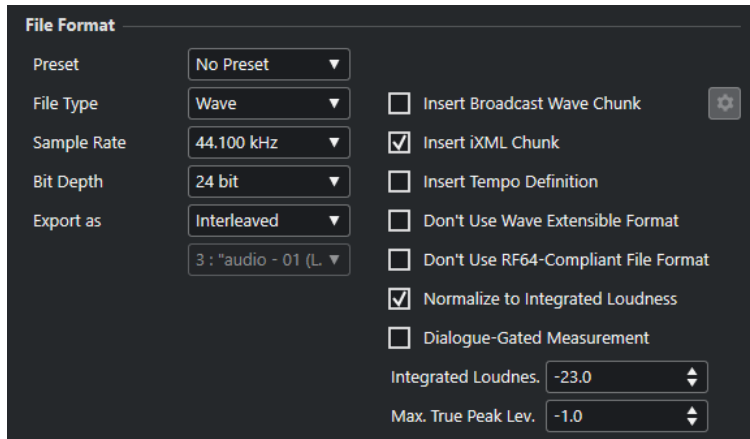 File Format
Preset No Preset
File Type Wave Insert Broadcast Wave Chunk
Sample Rate 44.100 kHz Insert iXML Chunk
Bit Depth 24 bit Insert Tempo Definition
Export as Interleaved Don't Use Wave Extensible Format
3 : "audio - 01 (L. Don't Use RF64-Compliant File Format
Normalize to Integrated Loudness
Dialogue-Gated Measurement
Integrated Loudnes. -23.0
Max. True Peak Lev. -1.0